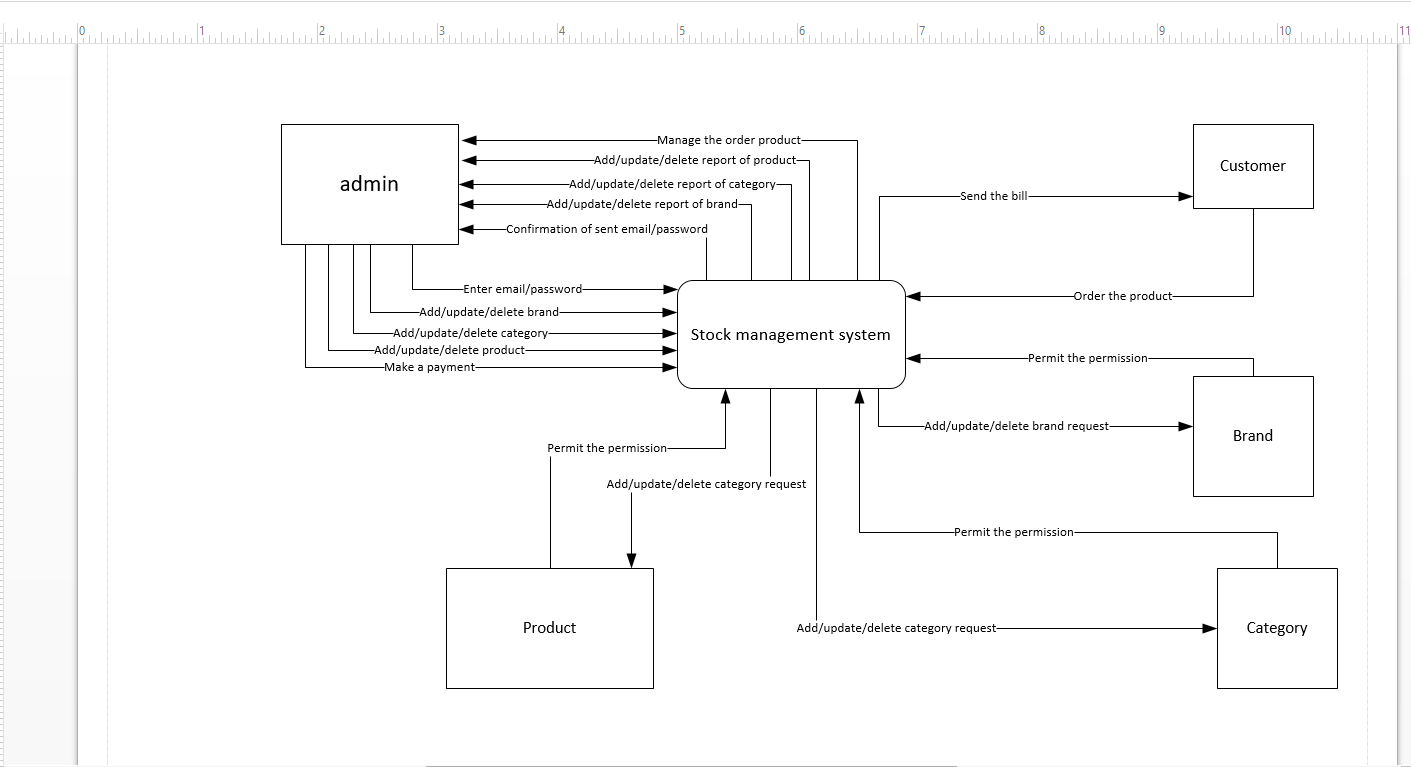 0 1 2 3 4 5 6 7 8 9 10 11
admin
Manage the order product
Add/update/delete report of product
Add/update/delete report of category
Add/update/delete report of brand
Confirmation of sent email/password
Customer
Send the bill
Enter email/password
Order the product
Add/update/delete brand
Add/update/delete category
Add/update/delete product
Make a payment
Stock management system
Permit the permission
Add/update/delete brand request
Brand
Permit the permission
Add/update/delete category request
Permit the permission
Product
Add/update/delete category request
Category